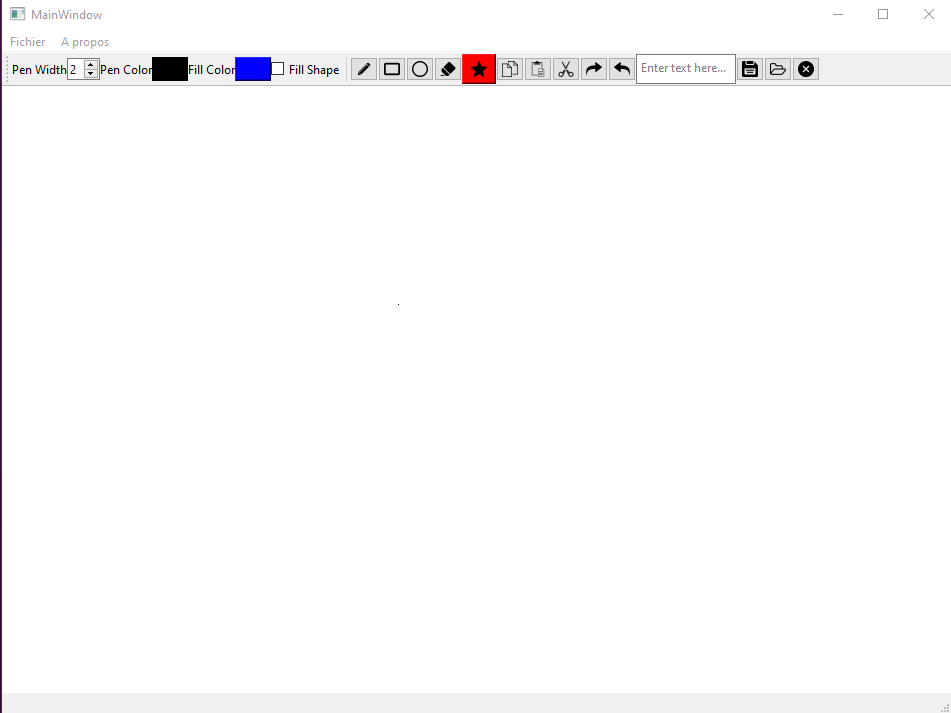 MainWindow
Fichier A propos
Pen Width 2 Pen Color Fill Color Fill Shape Enter text here...